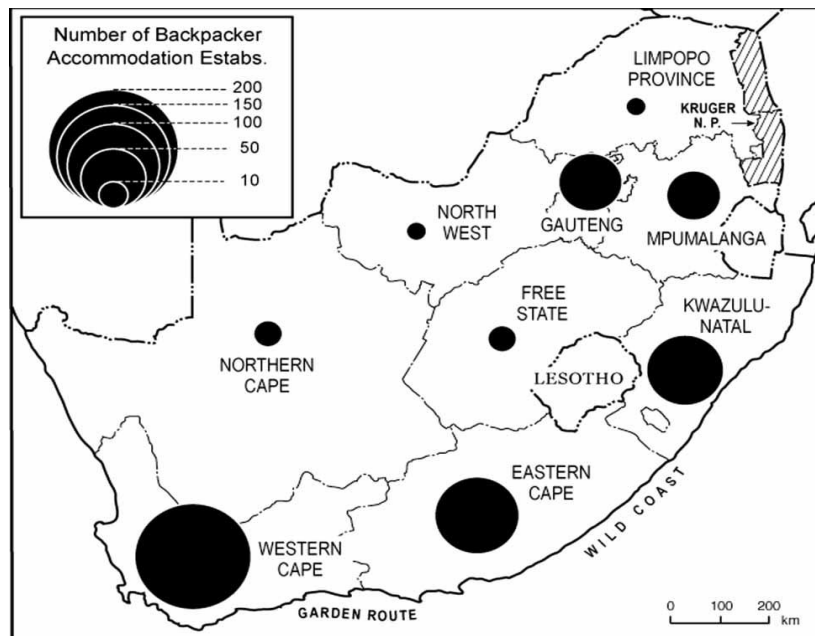 Number of Backpacker
Accommodation Estabs.
200
150
100
50
10
LIMPOPO
PROVINCE
KRUGER
N. P.
NORTH
WEST
GAUTENG
MPUMALANGA
FREE
STATE
KWAZULU-
NATAL
NORTHERN
CAPE
LESOTHO
EASTERN
CAPE
WESTERN
CAPE
WILD COAST
GARDEN ROUTE
0 100 200
km